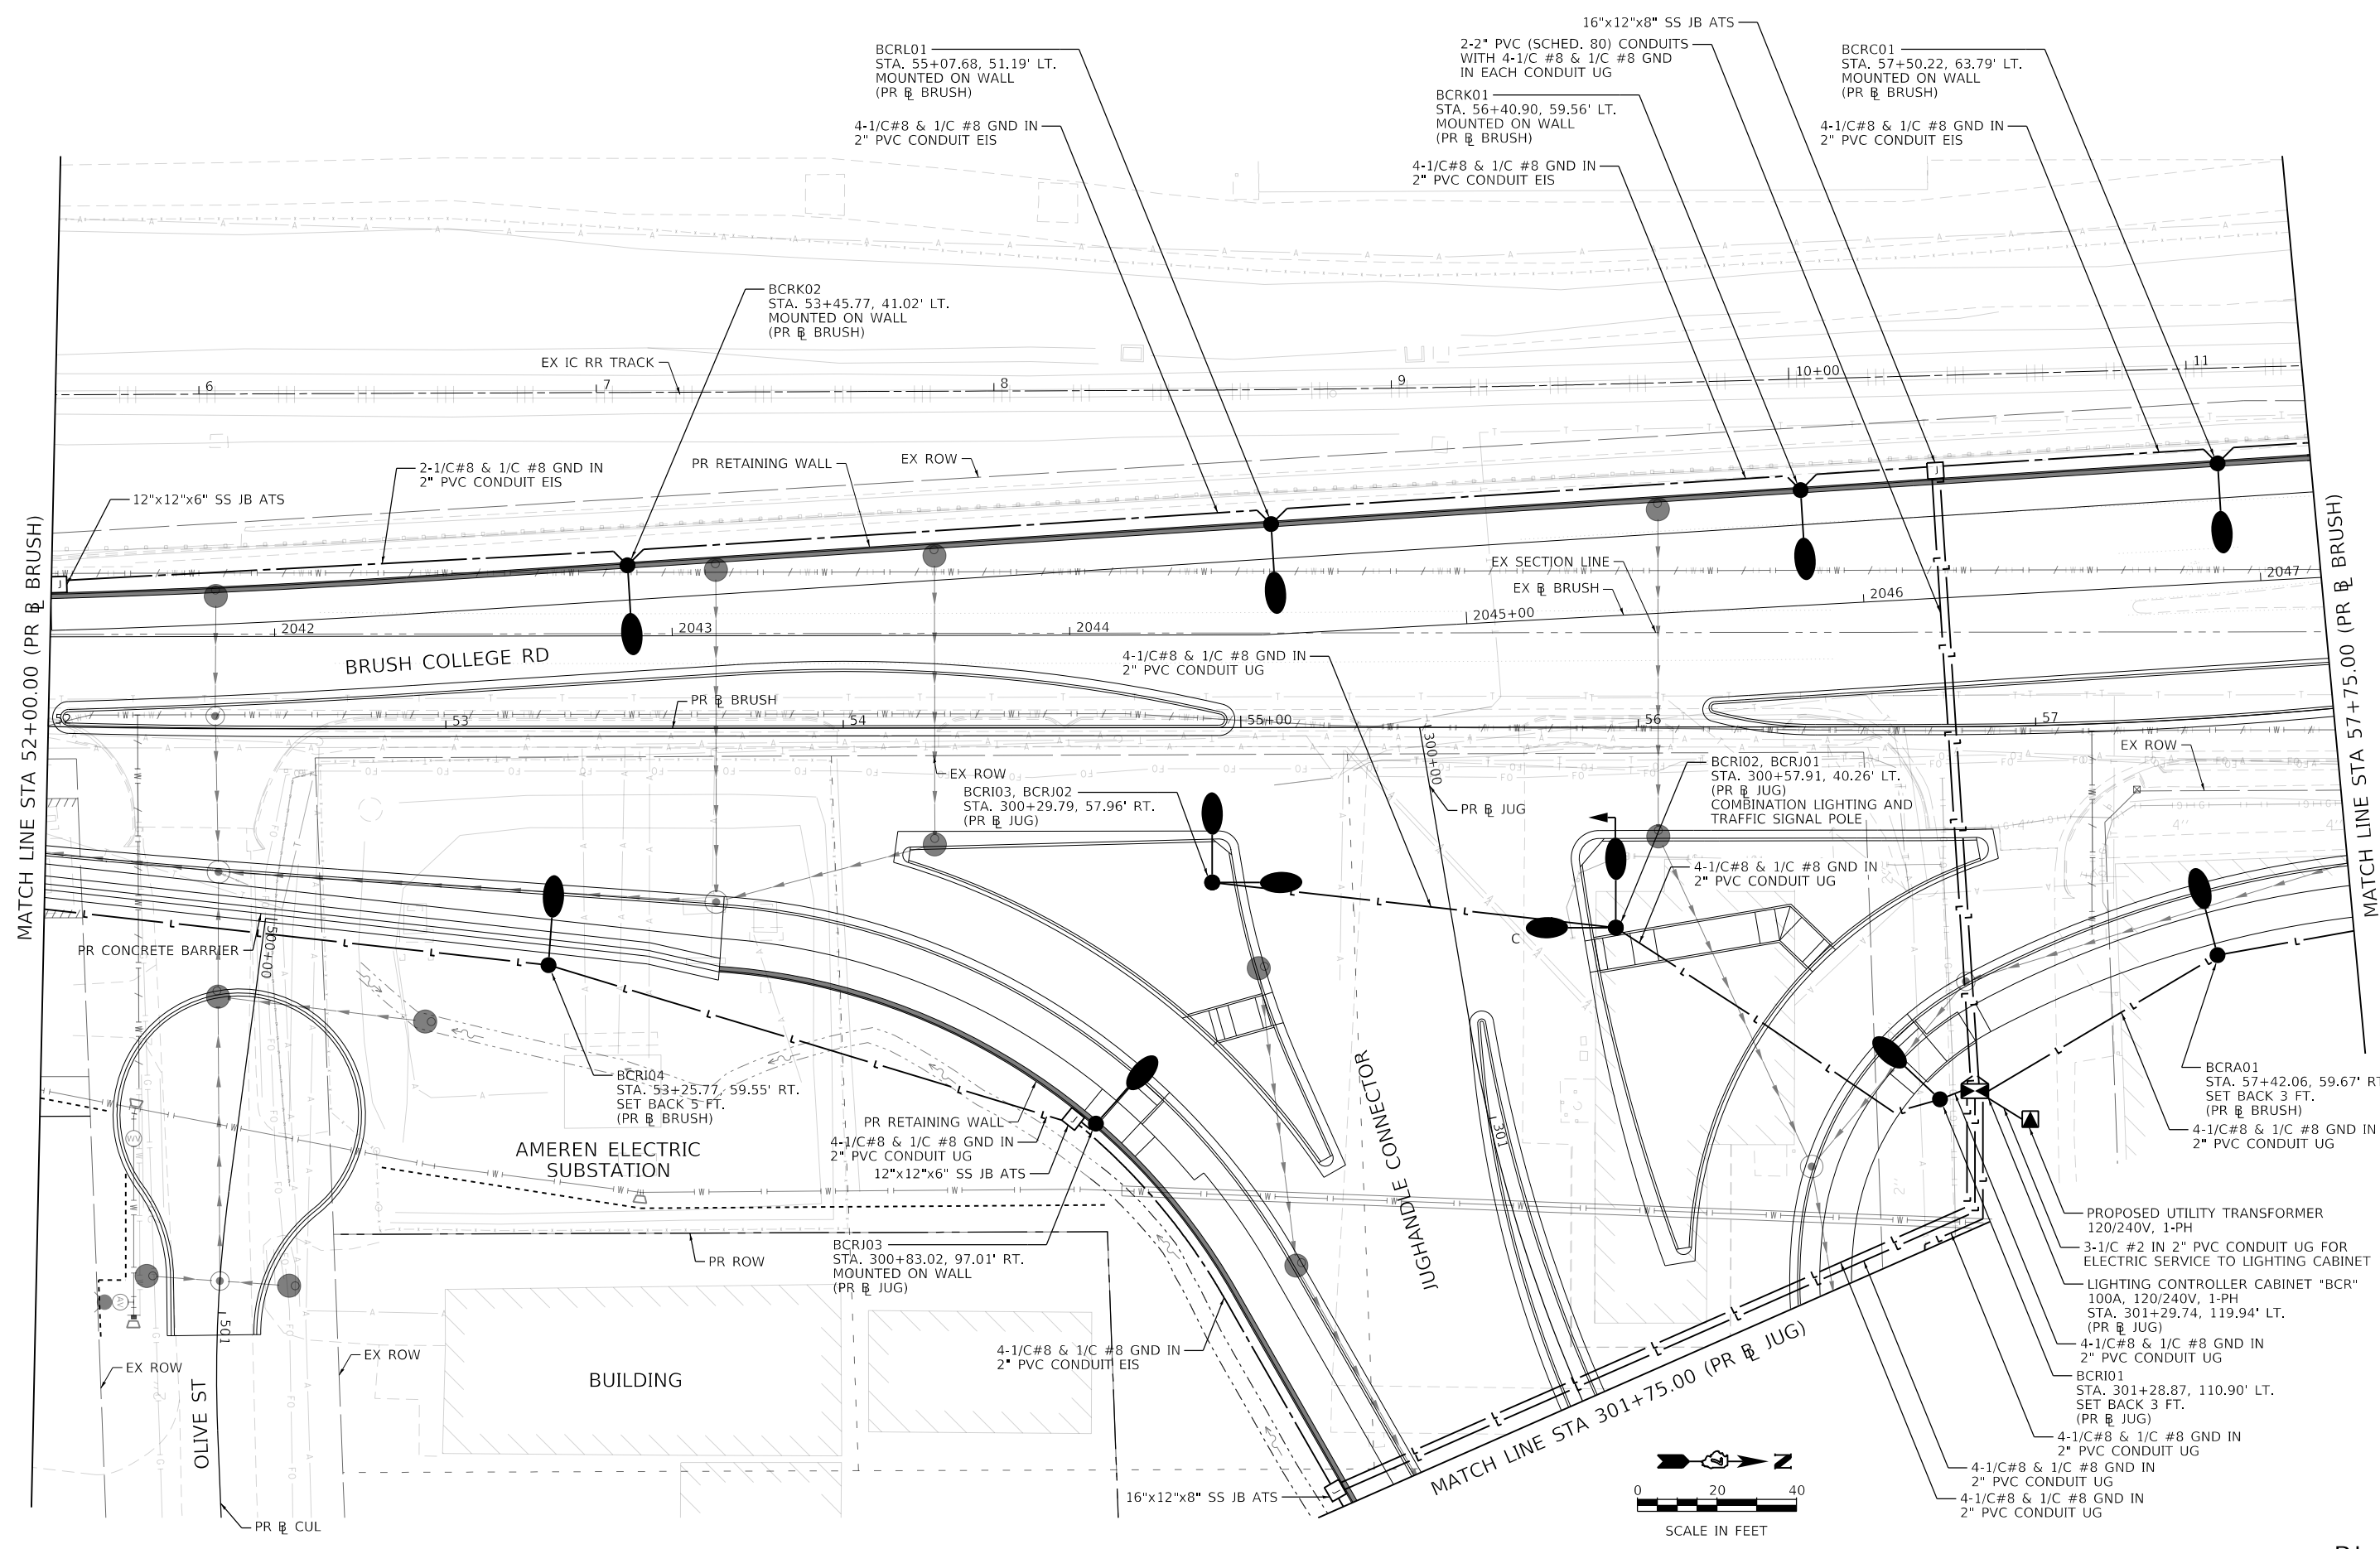 16"x12"x8" SS JB ATS
2-2" PVC (SCHED. 80) CONDUITS
WITH 4-1/C #8 & 1/C #8 GND
IN EACH CONDUIT UG
BCRL01
STA. 55+07.68, 51.19' LT.
MOUNTED ON WALL
(PR ℄ BRUSH)
4-1/C#8 & 1/C #8 GND IN
2" PVC CONDUIT EIS
BCRK01
STA. 56+40.90, 59.56' LT.
MOUNTED ON WALL
(PR ℄ BRUSH)
4-1/C#8 & 1/C #8 GND IN
2" PVC CONDUIT EIS
BCRC01
STA. 57+50.22, 63.79' LT.
MOUNTED ON WALL
(PR ℄ BRUSH)
4-1/C#8 & 1/C #8 GND IN
2" PVC CONDUIT EIS
BCRK02
STA. 53+45.77, 41.02' LT.
MOUNTED ON WALL
(PR ℄ BRUSH)
EX IC RR TRACK
6
7
8
9
10+00
11
2-1/C#8 & 1/C #8 GND IN
2" PVC CONDUIT EIS
PR RETAINING WALL
EX ROW
12"x12"x6" SS JB ATS
MATCH LINE STA 52+00.00 (PR ℄ BRUSH)
MATCH LINE STA 57+75.00 (PR ℄ BRUSH)
EX SECTION LINE
EX ℄ BRUSH
2042
2043
2044
2045+00
2046
2047
BRUSH COLLEGE RD
4-1/C#8 & 1/C #8 GND IN
2" PVC CONDUIT UG
PR ℄ BRUSH
52
53
54
55+00
56
57
EX ROW
EX ROW
BCRI03, BCRJ02
STA. 300+29.79, 57.96' RT.
(PR ℄ JUG)
300+00
PR ℄ JUG
BCRI02, BCRJ01
STA. 300+57.91, 40.26' LT.
(PR ℄ JUG)
COMBINATION LIGHTING AND
TRAFFIC SIGNAL POLE
4-1/C#8 & 1/C #8 GND IN
2" PVC CONDUIT UG
C
PR CONCRETE BARRIER
500+00
BCRI04
STA. 53+25.77, 59.55' RT.
SET BACK 5 FT.
(PR ℄ BRUSH)
PR RETAINING WALL
4-1/C#8 & 1/C #8 GND IN
2" PVC CONDUIT UG
12"x12"x6" SS JB ATS
AMEREN ELECTRIC
SUBSTATION
JUGHANDLE CONNECTOR
301
BCRA01
STA. 57+42.06, 59.67' RT
SET BACK 3 FT.
(PR ℄ BRUSH)
4-1/C#8 & 1/C #8 GND IN
2" PVC CONDUIT UG
PROPOSED UTILITY TRANSFORMER
120/240V, 1-PH
3-1/C #2 IN 2" PVC CONDUIT UG FOR
ELECTRIC SERVICE TO LIGHTING CABINET
LIGHTING CONTROLLER CABINET "BCR"
100A, 120/240V, 1-PH
STA. 301+29.74, 119.94' LT.
(PR ℄ JUG)
4-1/C#8 & 1/C #8 GND IN
2" PVC CONDUIT UG
BCRI01
STA. 301+28.87, 110.90' LT.
SET BACK 3 FT.
(PR ℄ JUG)
4-1/C#8 & 1/C #8 GND IN
2" PVC CONDUIT UG
4-1/C#8 & 1/C #8 GND IN
2" PVC CONDUIT UG
4-1/C#8 & 1/C #8 GND IN
2" PVC CONDUIT UG
PR ROW
BCRJ03
STA. 300+83.02, 97.01' RT.
MOUNTED ON WALL
(PR ℄ JUG)
4-1/C#8 & 1/C #8 GND IN
2" PVC CONDUIT EIS
501
EX ROW
EX ROW
OLIVE ST
BUILDING
MATCH LINE STA 301+75.00 (PR ℄ JUG)
16"x12"x8" SS JB ATS
PR ℄ CUL
N
0 20 40
SCALE IN FEET